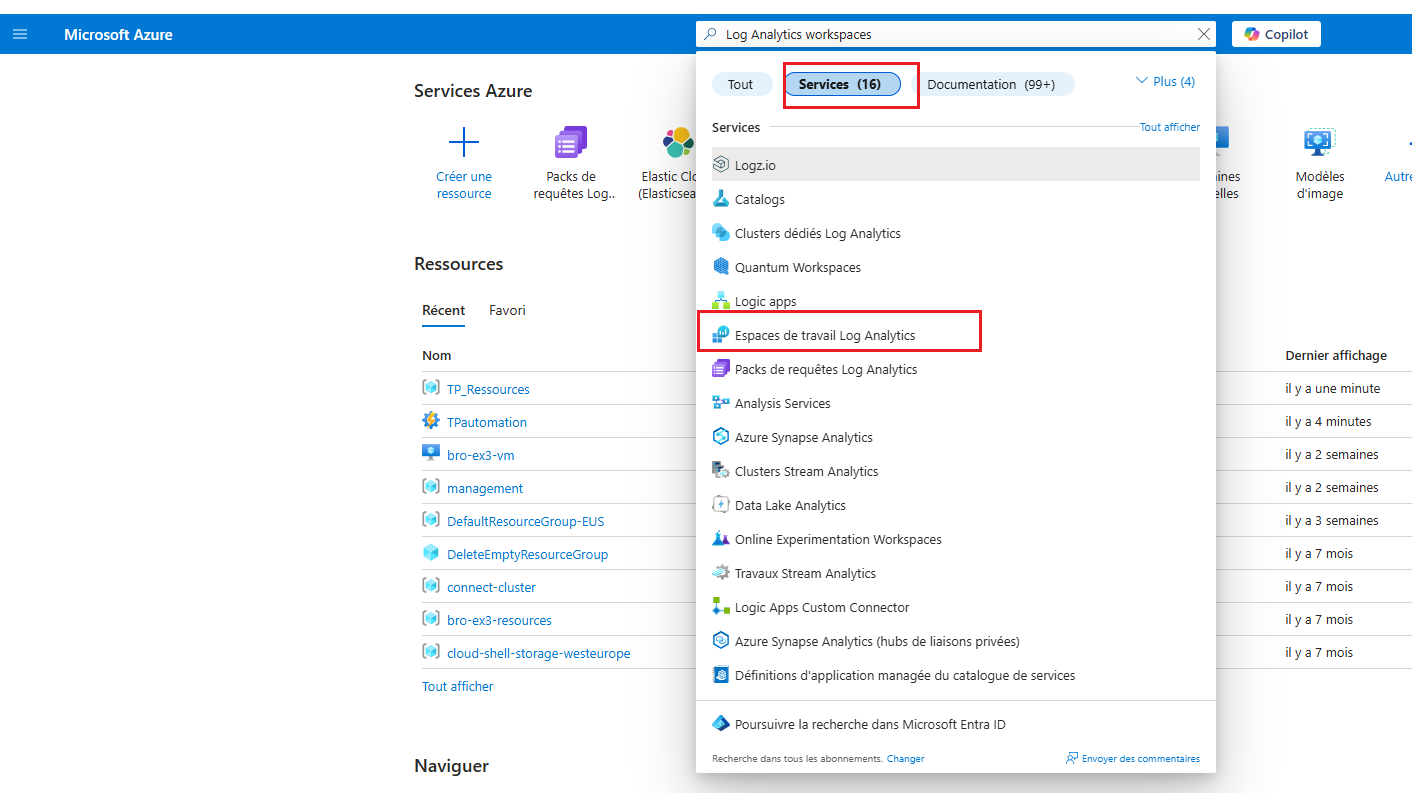 Microsoft Azure
Log Analytics workspaces
Copilot
Tout
Services (16)
Documentation (99+)
Plus (4)
Services
Tout afficher
Logz.io
Catalogs
Clusters dédiés Log Analytics
Quantum Workspaces
Logic apps
Espaces de travail Log Analytics
Packs de requêtes Log Analytics
Analysis Services
Azure Synapse Analytics
Clusters Stream Analytics
Data Lake Analytics
Online Experimentation Workspaces
Travaux Stream Analytics
Logic Apps Custom Connector
Azure Synapse Analytics (hubs de liaisons privées)
Définitions d'application managée du catalogue de services
Poursuivre la recherche dans Microsoft Entra ID
Recherche dans tous les abonnements. Changer
Envoyer des commentaires
Services Azure
Créer une
ressource
Packs de
requêtes Log...
Elastic Clo
(Elasticsea
ines
elles
Modèles
d'image
Autre
Ressources
Récent
Favori
Nom
Dernier affichage
TP_Ressources
il y a une minute
TPautomation
il y a 4 minutes
bro-ex3-vm
il y a 2 semaines
management
il y a 2 semaines
DefaultResourceGroup-EUS
il y a 3 semaines
DeleteEmptyResourceGroup
il y a 7 mois
connect-cluster
il y a 7 mois
bro-ex3-resources
il y a 7 mois
cloud-shell-storage-westeurope
il y a 7 mois
Tout afficher
Naviguer